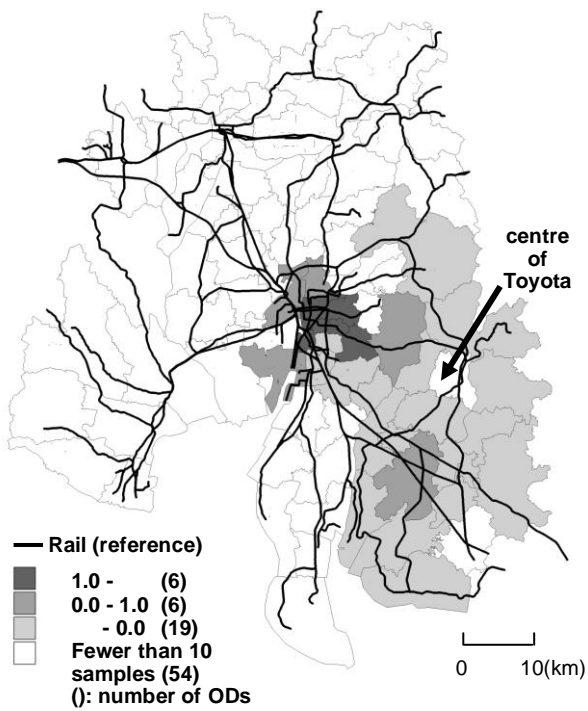 centre
of
Toyota
Rail (reference)
1.0 - (6)
0.0 - 1.0 (6)
- 0.0 (19)
Fewer than 10
samples (54)
(): number of ODs
0 10(km)